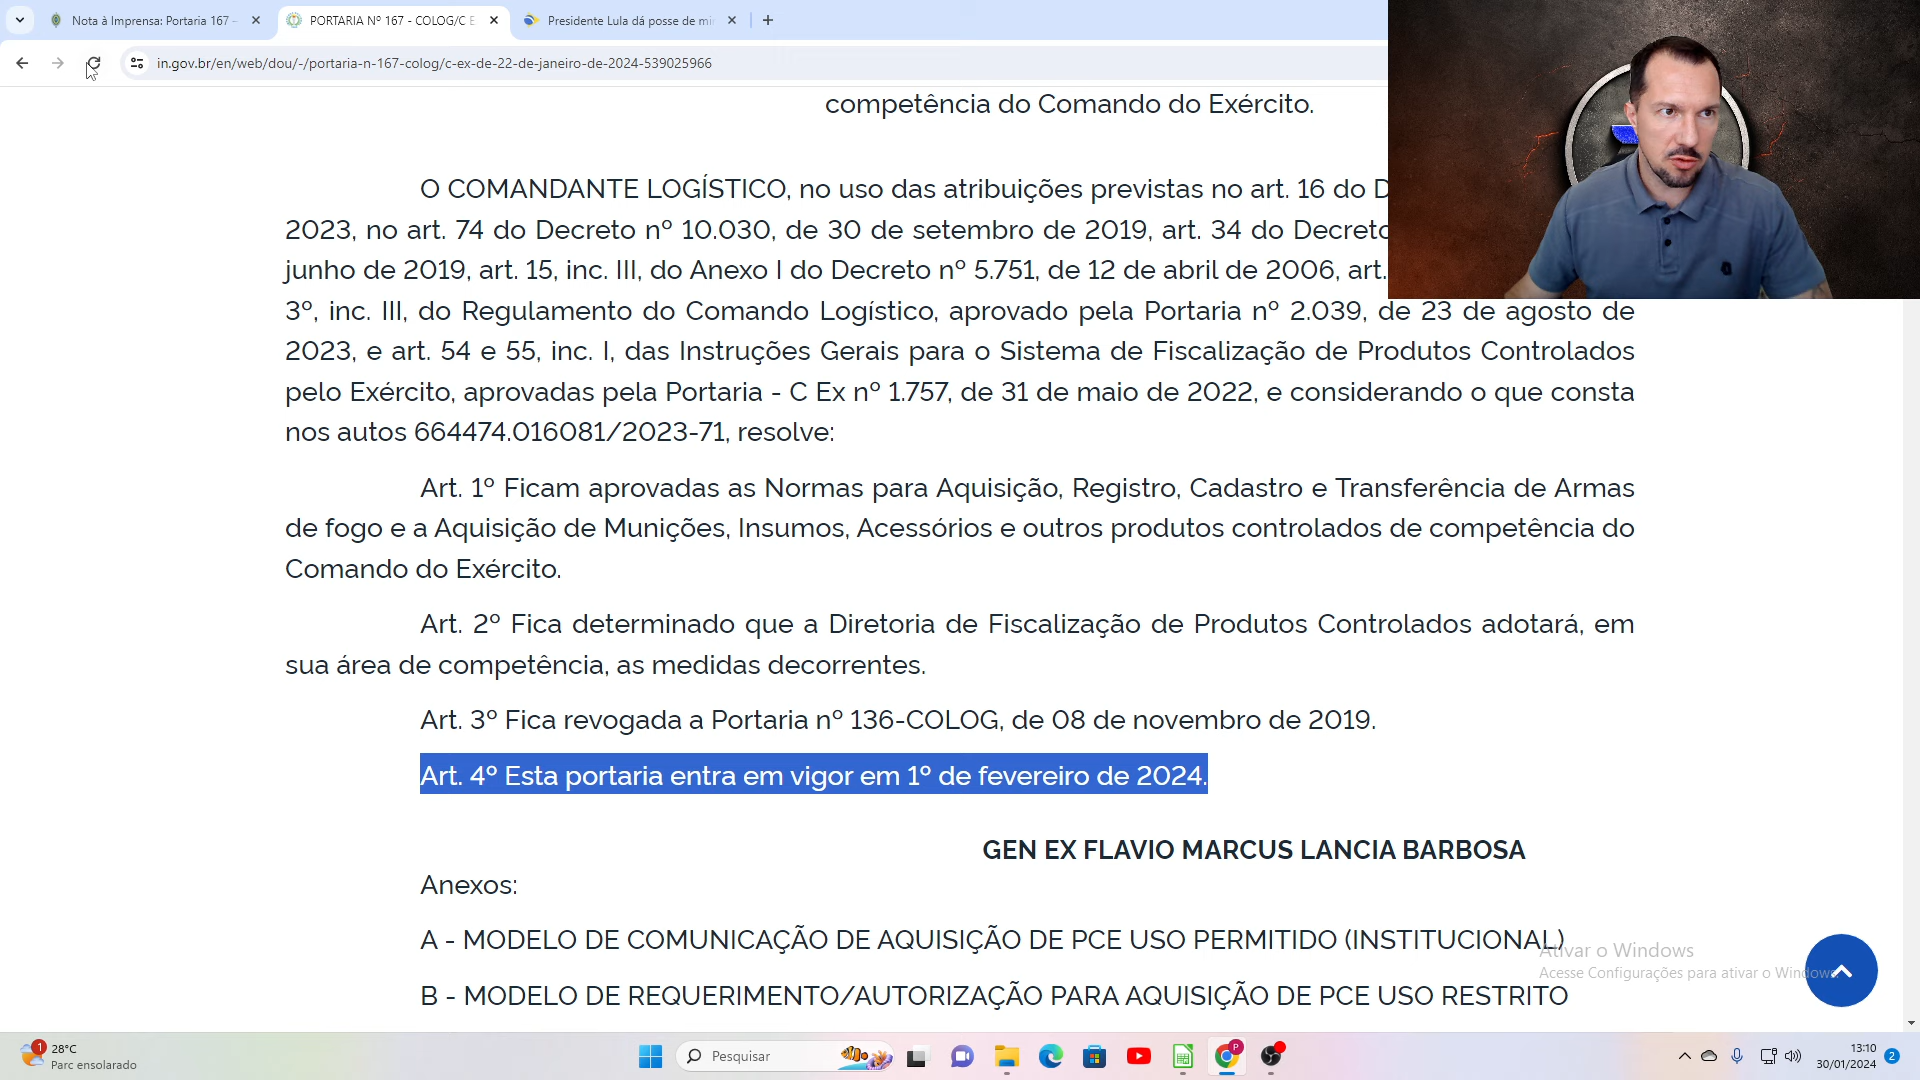 Nota à Imprensa: Portaria 167 -
PORTARIA Nº 167 - COLOG/C E
Presidente Lula dá posse de mi
in.gov.br/en/web/dou/-/portaria-n-167-colog/c-ex-de-22-de-janeiro-de-2024-539025966
competência do Comando do Exército.
O COMANDANTE LOGÍSTICO, no uso das atribuições previstas no art. 16 do D
2023, no art. 74 do Decreto nº 10.030, de 30 de setembro de 2019, art. 34 do Decreto
junho de 2019, art. 15, inc. III, do Anexo I do Decreto nº 5.751, de 12 de abril de 2006, art.
3º, inc. III, do Regulamento do Comando Logístico, aprovado pela Portaria nº 2.039, de 23 de agosto de
2023, e art. 54 e 55, inc. I, das Instruções Gerais para o Sistema de Fiscalização de Produtos Controlados
pelo Exército, aprovadas pela Portaria - C Ex nº 1.757, de 31 de maio de 2022, e considerando o que consta
nos autos 664474.016081/2023-71, resolve:
Art. 1º Ficam aprovadas as Normas para Aquisição, Registro, Cadastro e Transferência de Armas
de fogo e a Aquisição de Munições, Insumos, Acessórios e outros produtos controlados de competência do
Comando do Exército.
Art. 2º Fica determinado que a Diretoria de Fiscalização de Produtos Controlados adotará, em
sua área de competência, as medidas decorrentes.
Art. 3º Fica revogada a Portaria nº 136-COLOG, de 08 de novembro de 2019.
Art. 4º Esta portaria entra em vigor em 1º de fevereiro de 2024.
GEN EX FLAVIO MARCUS LANCIA BARBOSA
Anexos:
A - MODELO DE COMUNICAÇÃO DE AQUISIÇÃO DE PCE USO PERMITIDO (INSTITUCIONAL)
Ativar o Windows
Acesse Configurações para ativar o Windows.
B - MODELO DE REQUERIMENTO/AUTORIZAÇÃO PARA AQUISIÇÃO DE PCE USO RESTRITO
1
28°C
Parc ensolarado
Pesquisar
P
13:10
30/01/2024
2